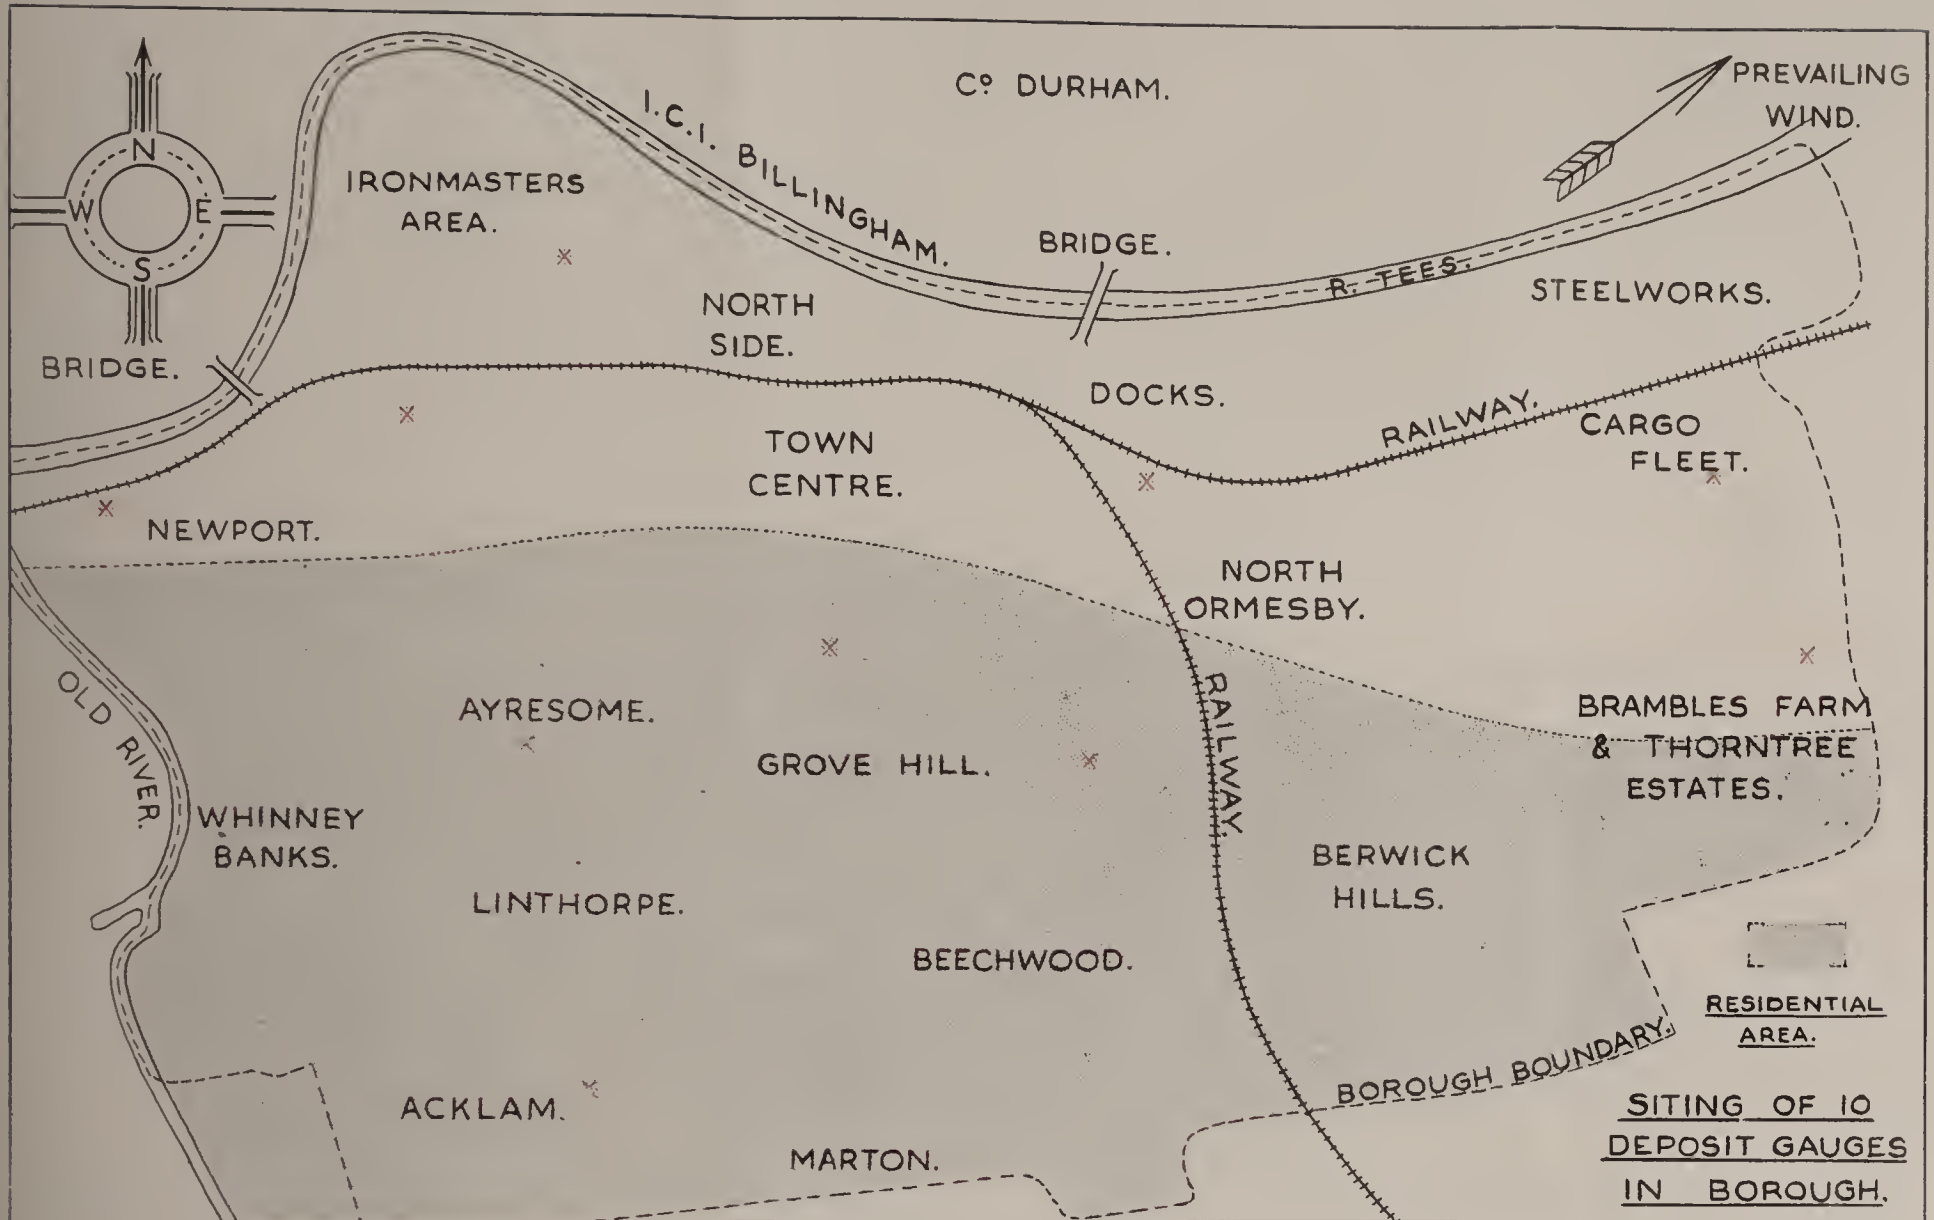 Cº DURHAM.
PREVAILING
WIND.
N
W E
S
I.C.I. BILLINGHAM.
IRONMASTERS
AREA.
BRIDGE.
R. TEES.
STEELWORKS.
NORTH
SIDE.
BRIDGE.
DOCKS.
RAILWAY.
CARGO
FLEET.
TOWN
CENTRE.
NEWPORT.
NORTH
ORMESBY.
OLD RIVER.
AYRESOME.
GROVE HILL.
RAILWAY.
BRAMBLES FARM
& THORNTREE
ESTATES.
WHINNEY
BANKS.
BERWICK
HILLS.
LINTHORPE.
BEECHWOOD.
RESIDENTIAL
AREA.
BOROUGH BOUNDARY.
ACKLAM.
MARTON.
SITING OF 10
DEPOSIT GAUGES
IN BOROUGH.